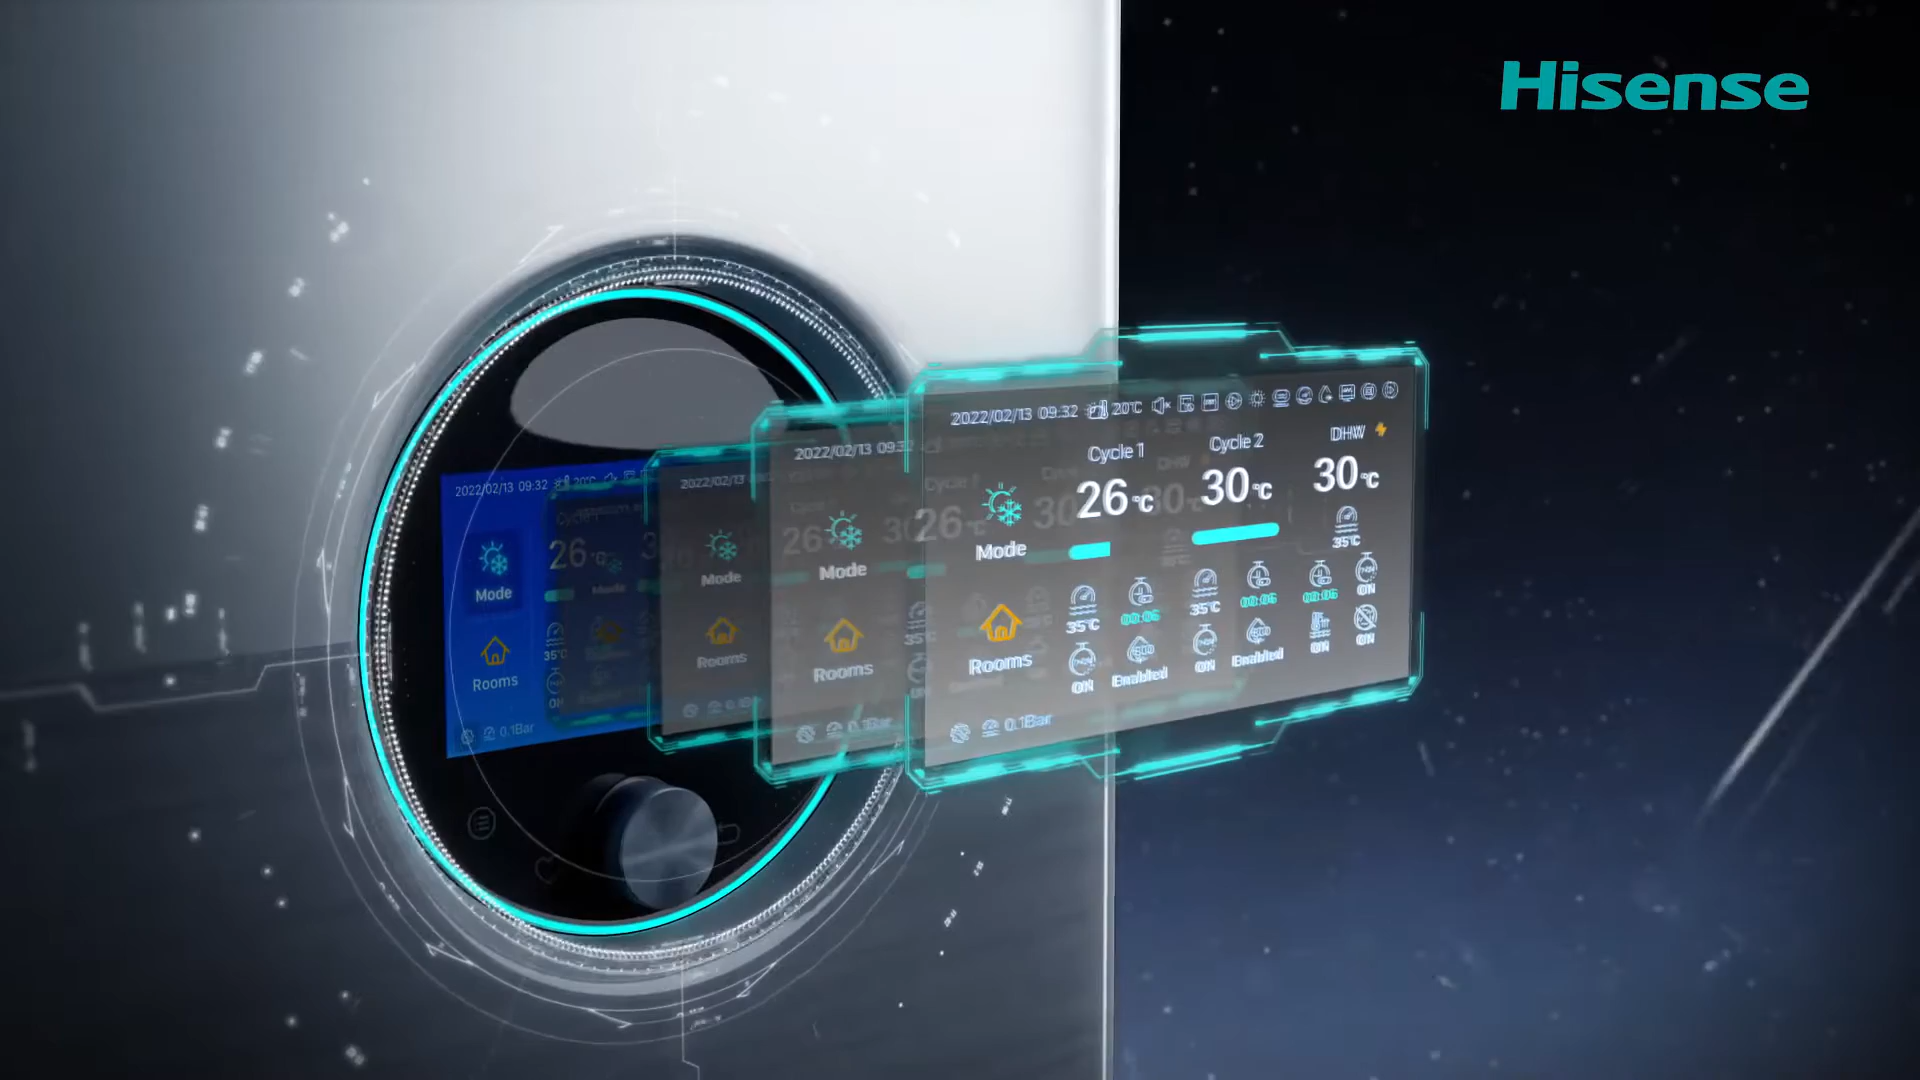 Hisense
2022/02/13 09:32 20℃
Cycle 1 Cycle 2 DHW
26℃ 30℃ 30℃
Mode
35℃
35℃ 00:06 35℃ 00:06 00:06 ON
Rooms
ON Enabled ON Enabled ON ON
0.1Bar
2022/02/13 09:32
26
Mode
Rooms
0.1Bar
2022/02/13
Mode
Rooms
2022/02/13 09:32 20℃
26℃
Mode
35℃
Rooms
0.1Bar